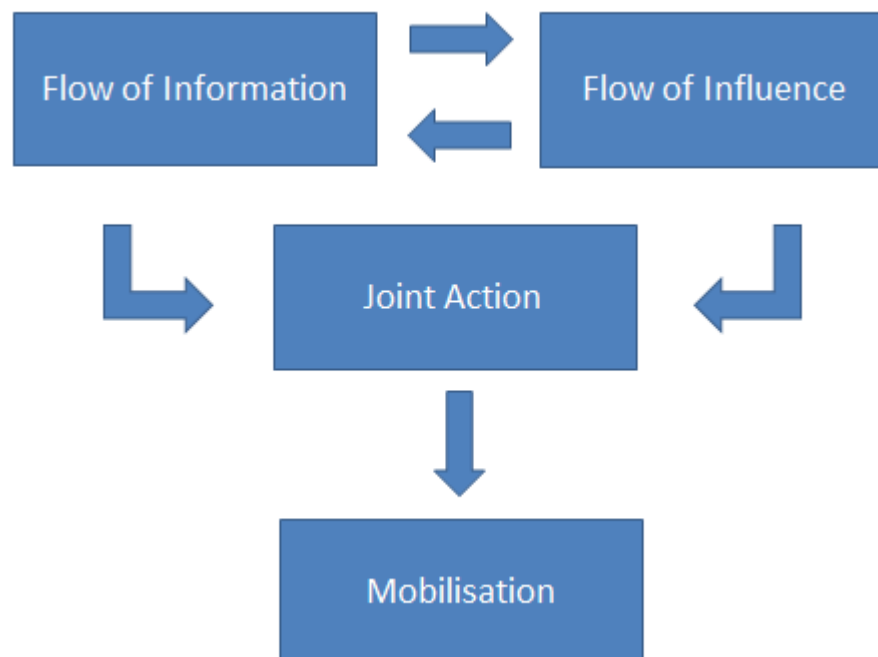 Flow of Information
Flow of Influence
Joint Action
Mobilisation